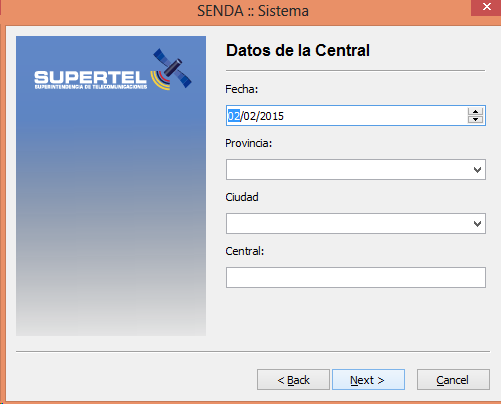 SENDA :: Sistema
SUPERTEL
SUPERINTENDENCIA DE TELECOMUNICACIONES
Datos de la Central
Fecha:
02/02/2015
Provincia:
Ciudad
Central:
< Back
Next >
Cancel